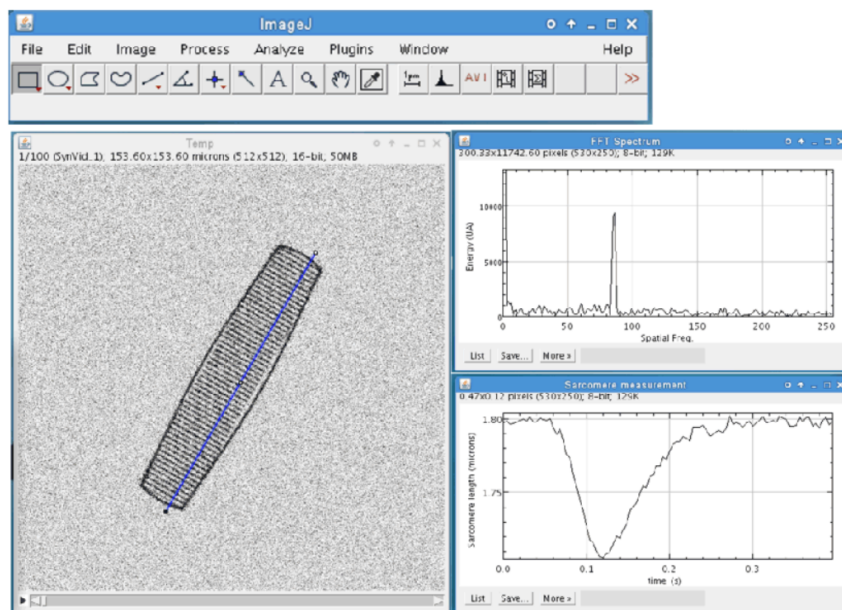 ImageJ
File Edit Image Process Analyze Plugins Window Help
A AVI >>
Temp
1/100 (SynVid_1); 153.60x153.60 microns (512x512); 16-bit; 50MB
FFT Spectrum
300.33x11742.60 pixels (530x250); 8-bit; 129K
10000
5000
0
Energy (UA)
0 50 100 150 200 250
Spatial Freq.
List Save... More »
Sarcomere measurement
0.47x0.12 pixels (530x250); 8-bit; 129K
1.80
1.75
Sarcomere length (microns)
0.0 0.1 0.2 0.3
time (s)
List Save... More »